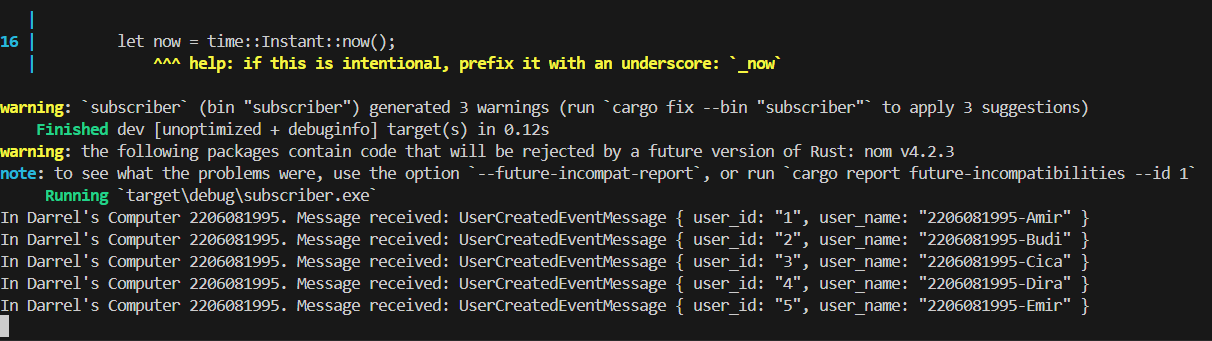 |
16 |         let now = time::Instant::now();
|             ^^^ help: if this is intentional, prefix it with an underscore: `_now`
warning: `subscriber` (bin "subscriber") generated 3 warnings (run `cargo fix --bin "subscriber"` to apply 3 suggestions)
Finished dev [unoptimized + debuginfo] target(s) in 0.12s
warning: the following packages contain code that will be rejected by a future version of Rust: nom v4.2.3
note: to see what the problems were, use the option `--future-incompat-report`, or run `cargo report future-incompatibilities --id 1`
Running `target\debug\subscriber.exe`
In Darrel's Computer 2206081995. Message received: UserCreatedEventMessage { user_id: "1", user_name: "2206081995-Amir" }
In Darrel's Computer 2206081995. Message received: UserCreatedEventMessage { user_id: "2", user_name: "2206081995-Budi" }
In Darrel's Computer 2206081995. Message received: UserCreatedEventMessage { user_id: "3", user_name: "2206081995-Cica" }
In Darrel's Computer 2206081995. Message received: UserCreatedEventMessage { user_id: "4", user_name: "2206081995-Dira" }
In Darrel's Computer 2206081995. Message received: UserCreatedEventMessage { user_id: "5", user_name: "2206081995-Emir" }